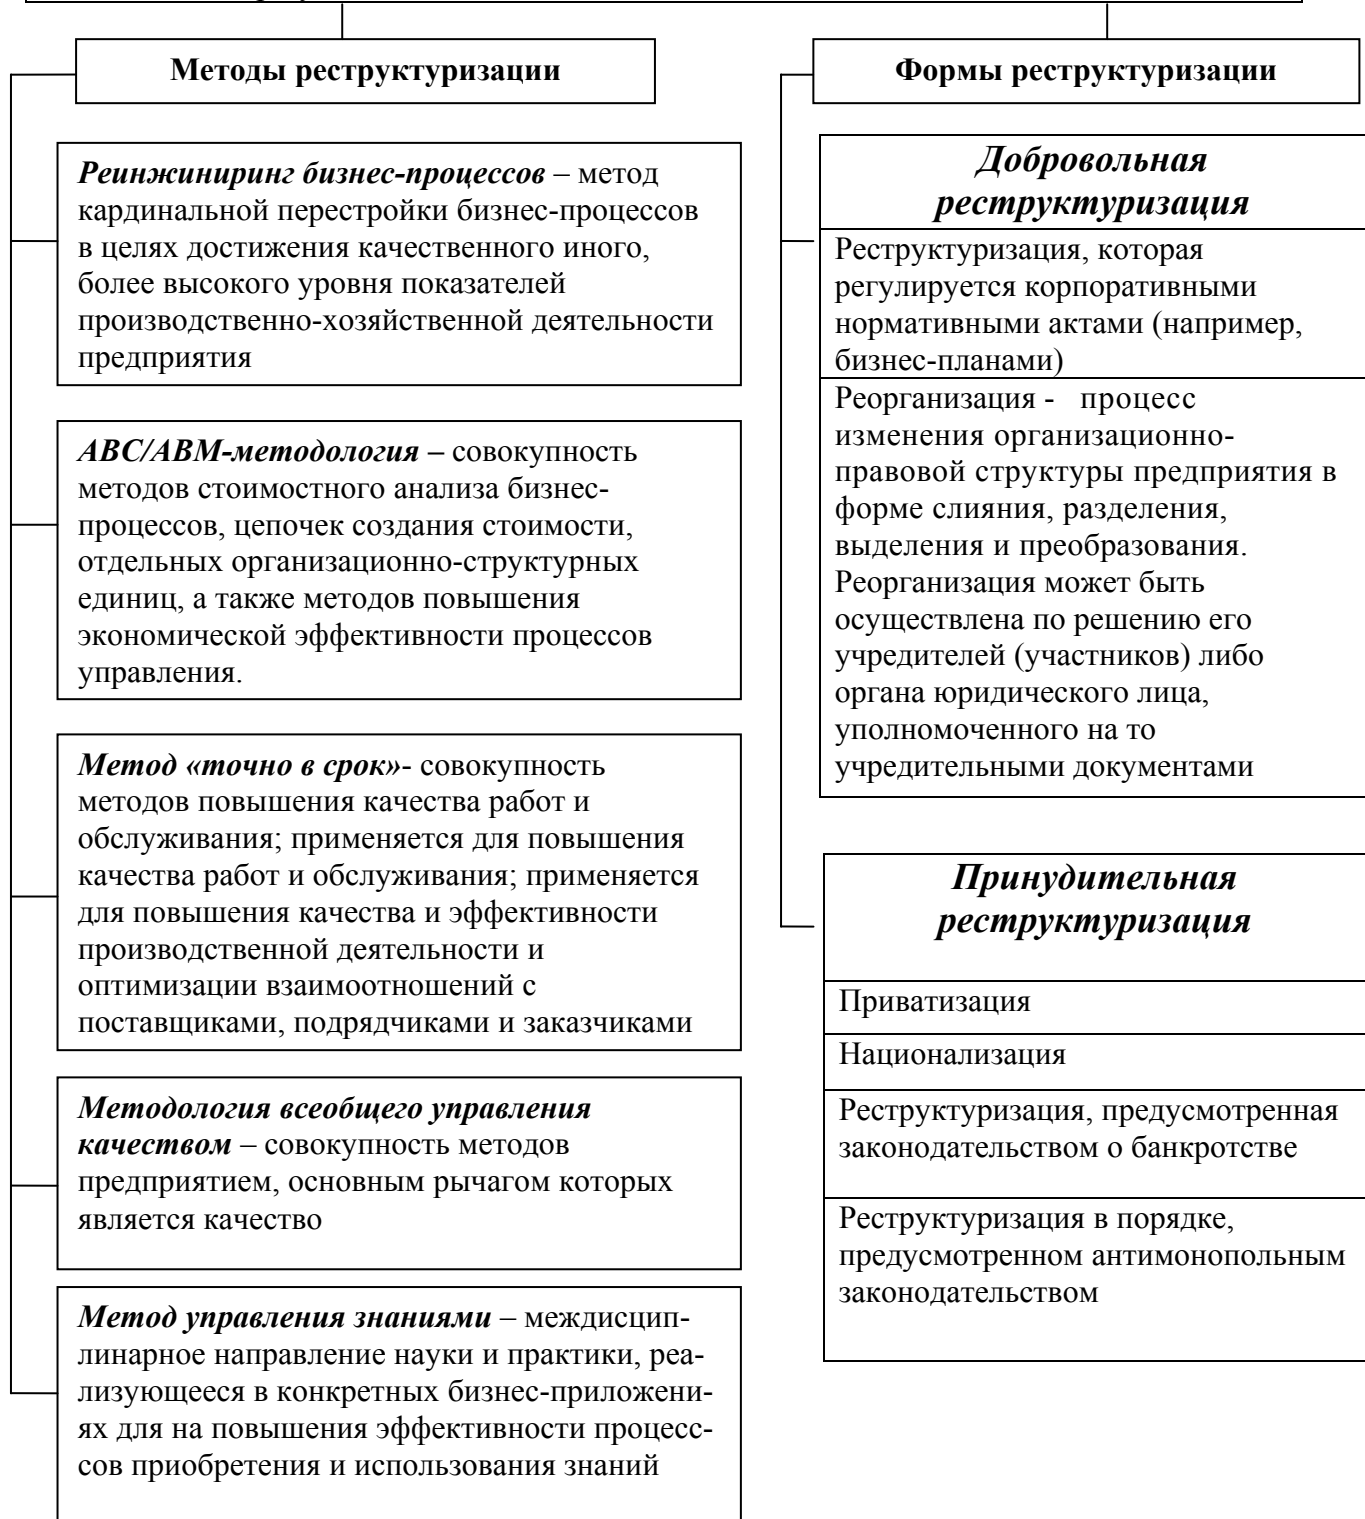 Методы реструктуризации
Реинжиниринг бизнес-процессов – метод
кардинальной перестройки бизнес-процессов
в целях достижения качественного иного,
более высокого уровня показателей
производственно-хозяйственной деятельности
предприятия
ABC/ABM-методология – совокупность
методов стоимостного анализа бизнес-
процессов, цепочек создания стоимости,
отдельных организационно-структурных
единиц, а также методов повышения
экономической эффективности процессов
управления.
Метод «точно в срок»- совокупность
методов повышения качества работ и
обслуживания; применяется для повышения
качества работ и обслуживания; применяется
для повышения качества и эффективности
производственной деятельности и
оптимизации взаимоотношений с
поставщиками, подрядчиками и заказчиками
Методология всеобщего управления
качеством – совокупность методов
предприятием, основным рычагом которых
является качество
Метод управления знаниями – междисцип-
линарное направление науки и практики, реа-
лизующееся в конкретных бизнес-приложени-
ях для на повышения эффективности процесс-
сов приобретения и использования знаний
Формы реструктуризации
Добровольная
реструктуризация
Реструктуризация, которая
регулируется корпоративными
нормативными актами (например,
бизнес-планами)
Реорганизация - процесс
изменения организационно-
правовой структуры предприятия в
форме слияния, разделения,
выделения и преобразования.
Реорганизация может быть
осуществлена по решению его
учредителей (участников) либо
органа юридического лица,
уполномоченного на то
учредительными документами
Принудительная
реструктуризация
Приватизация
Национализация
Реструктуризация, предусмотренная
законодательством о банкротстве
Реструктуризация в порядке,
предусмотренном антимонопольным
законодательством